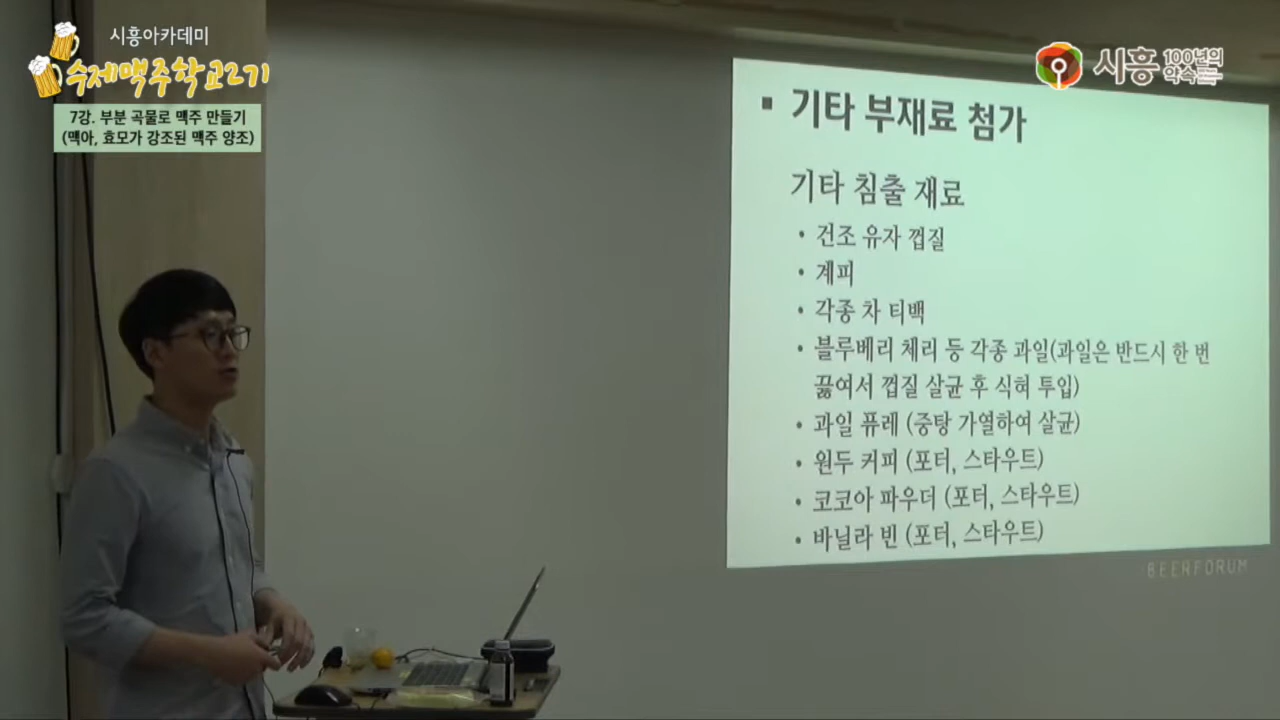 시흥아카데미
수제맥주학교2기
7강. 부분 곡물로 맥주 만들기
(맥아, 효모가 강조된 맥주 양조)
시흥 100년의
약속
▪ 기타 부재료 첨가
기타 침출 재료
• 건조 유자 껍질
• 계피
• 각종 차 티백
• 블루베리 체리 등 각종 과일(과일은 반드시 한 번
끓여서 껍질 살균 후 식혀 투입)
• 과일 퓨레 (중탕 가열하여 살균)
• 원두 커피 (포터, 스타우트)
• 코코아 파우더 (포터, 스타우트)
• 바닐라 빈 (포터, 스타우트)
BEERFORUM